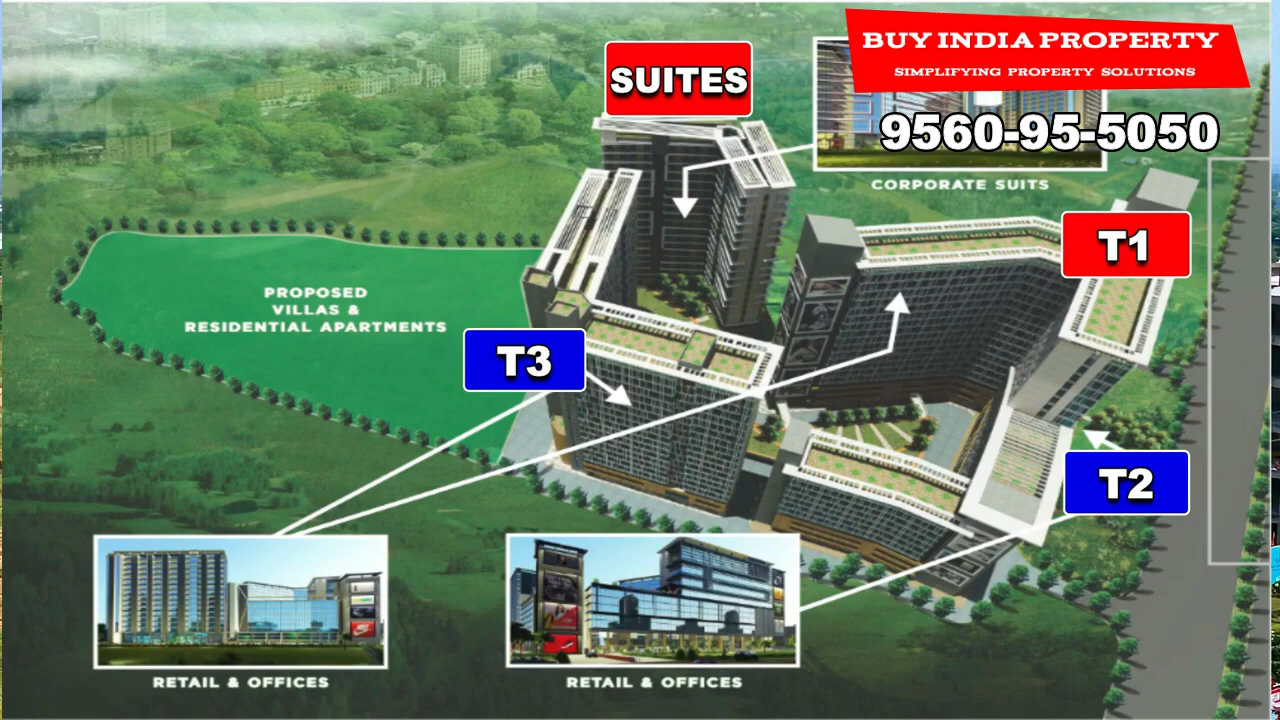 BUY INDIA PROPERTY
SIMPLIFYING PROPERTY SOLUTIONS
9560-95-5050
SUITES
CORPORATE SUITS
T1
PROPOSED
VILLAS &
RESIDENTIAL APARTMENTS
T3
T2
RETAIL & OFFICES
RETAIL & OFFICES